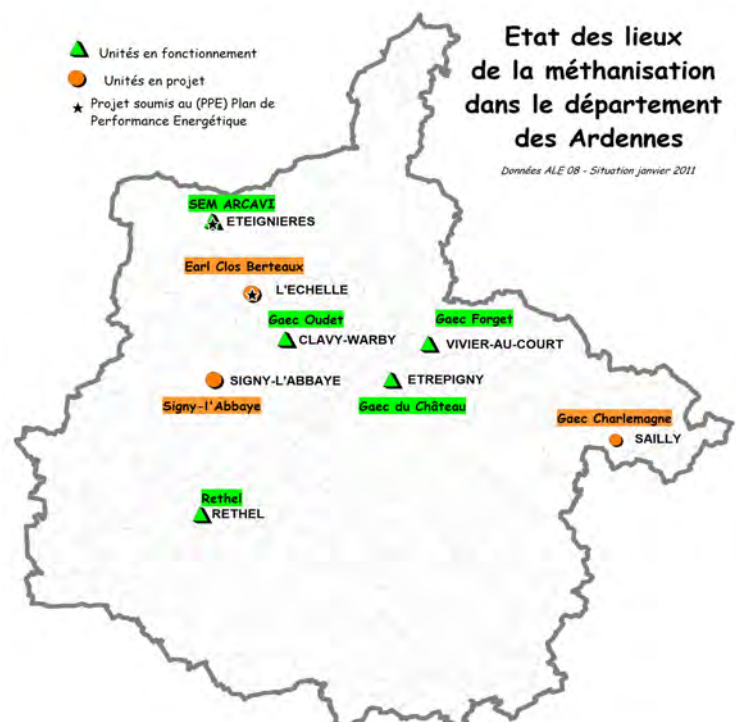 Unités en fonctionnement
Unités en projet
Projet soumis au (PPE) Plan de
Performance Energétique
Etat des lieux
de la méthanisation
dans le département
des Ardennes
Données ALE 08 - Situation janvier 2011
SEM ARCAVI
ETEIGNIERES
Earl Clos Berteaux
L'ECHELLE
Gaec Oudet
CLAVY-WARBY
Gaec Forget
VIVIER-AU-COURT
SIGNY-L'ABBAYE
Signy-l'Abbaye
ETREPIGNY
Gaec du Château
Gaec Charlemagne
SAILLY
Rethel
RETHEL